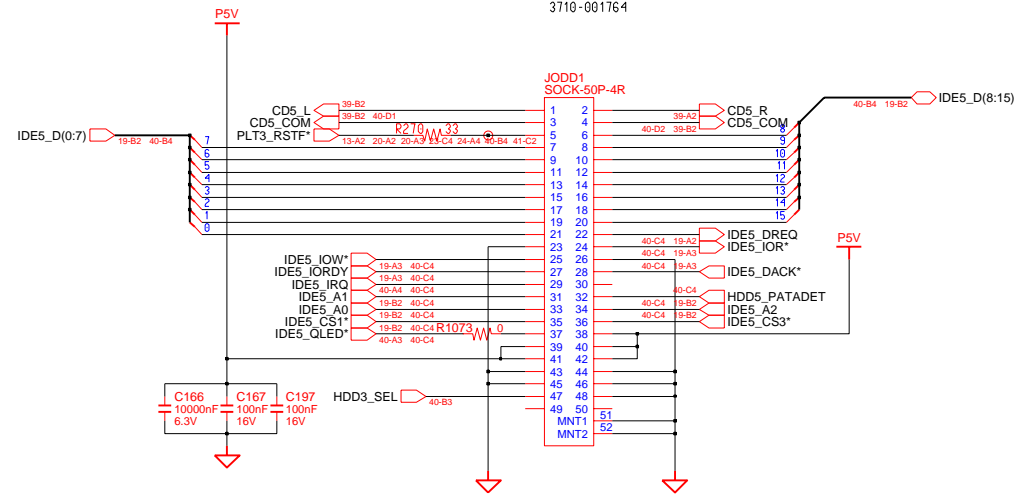 3710-001764
P5V
JODD1
SOCK-50P-4R
CD5_L 39-B2 1 2 CD5_R
CD5_COM 39-B2 40-D1 3 4 39-A2 CD5_COM
PLT3_RSTF* 13-A2 20-A2 20-A3 23-C4 24-A4 40-B4 41-C2 R270 33 5 6 40-D2 39-B2 8
IDE5_D(0:7) 19-B2 40-B4
40-B4 19-B2 IDE5_D(8:15)
7 7 8 9
6 9 10 10
5 11 12 11
4 13 14 12
3 15 16 13
2 17 18 14
1 19 20 15
0 21 22 IDE5_DREQ
23 24 40-C4 19-A2 IDE5_IOR*
P5V
IDE5_IOW* 25 26 40-C4 19-A3
IDE5_IORDY 19-A3 40-C4 27 28 40-C4 19-A3 IDE5_DACK*
IDE5_IRQ 19-A3 40-C4 29 30
IDE5_A1 40-A4 40-C4 31 32 40-C4 HDD5_PATADET
IDE5_A0 19-B2 40-C4 33 34 40-C4 19-B2 IDE5_A2
IDE5_CS1* 19-B2 40-C4 35 36 40-C4 19-B2 IDE5_CS3*
IDE5_QLED* 19-B2 40-C4 R1073 0 37 38
40-A3 40-C4 39 40
41 42
43 44
45 46
HDD3_SEL 40-B3 47 48
49 50
MNT1 51
MNT2 52
C166 C167 C197
10000nF 100nF 100nF
6.3V 16V 16V